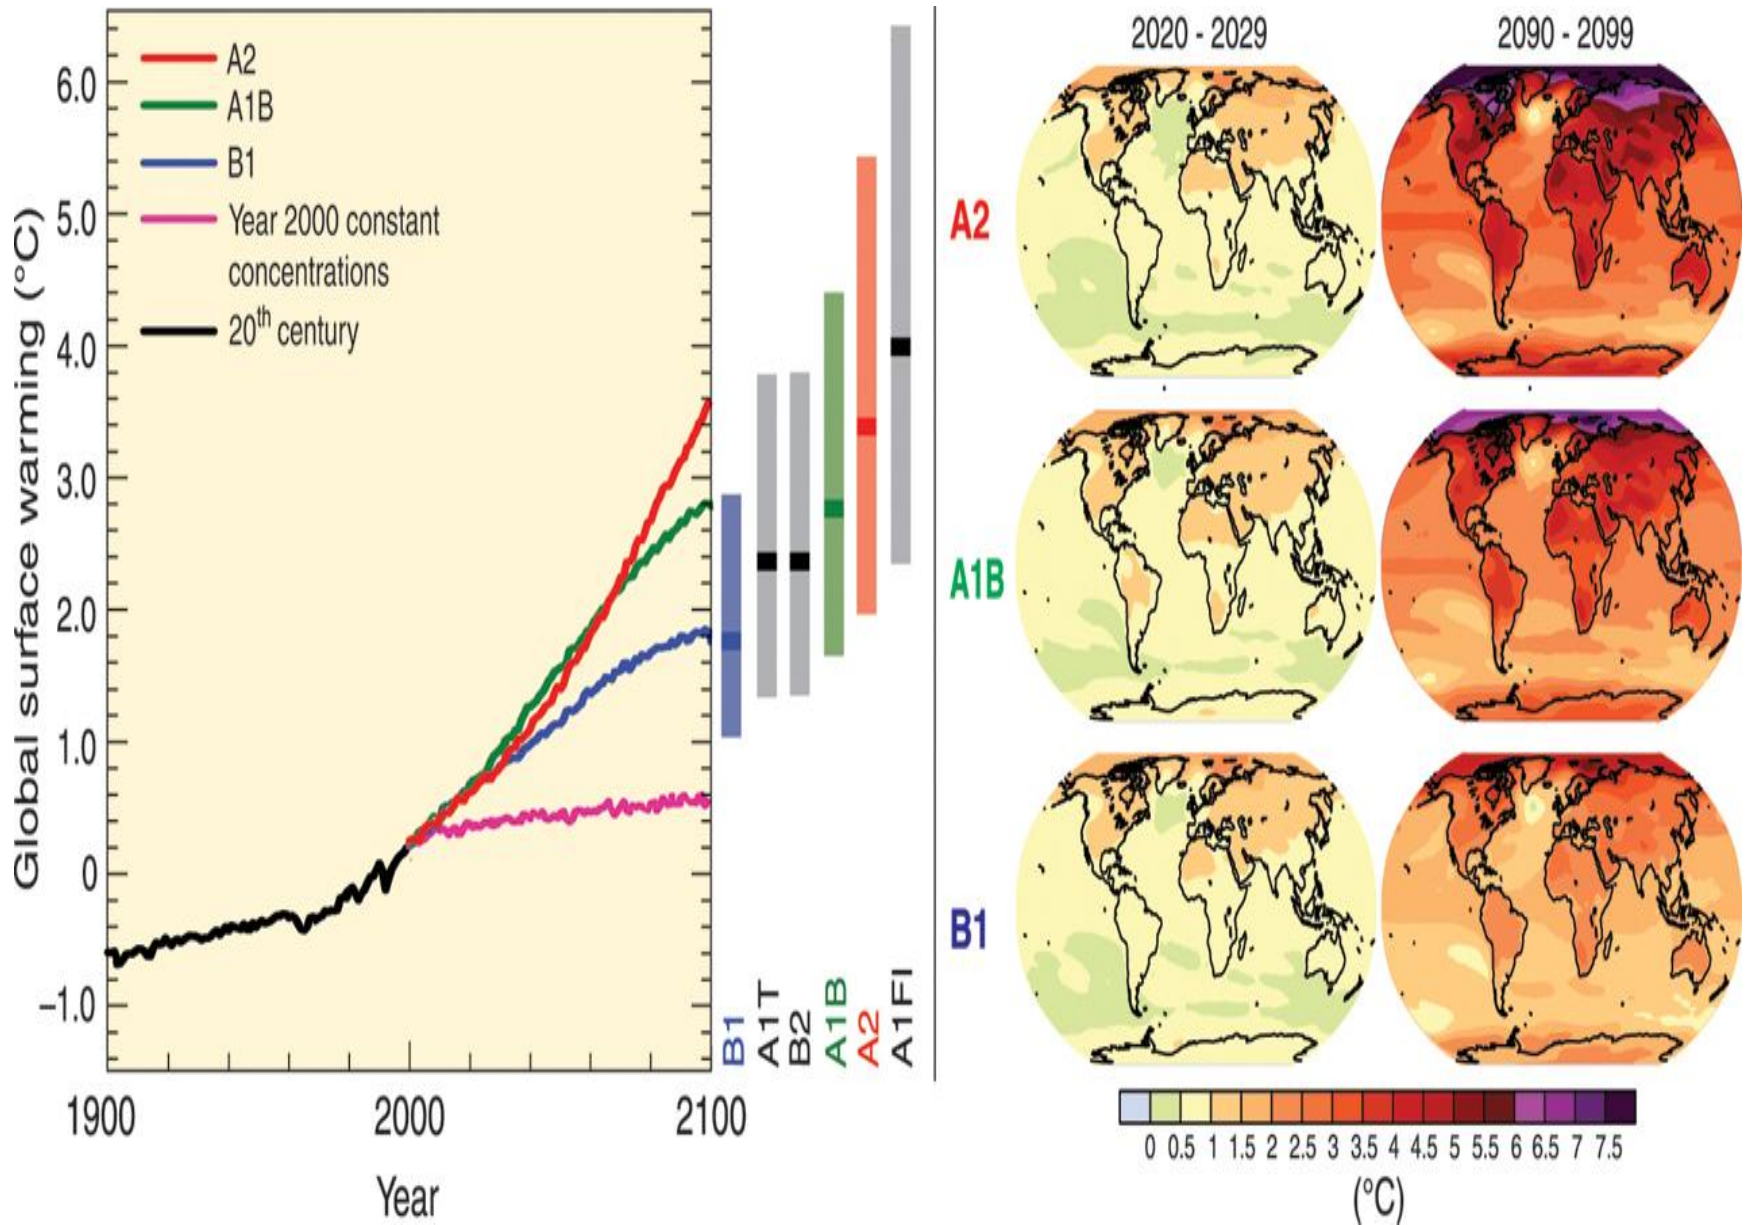 Global surface warming (°C)
6.0
5.0
4.0
3.0
2.0
1.0
0
–1.0
A2
A1B
B1
Year 2000 constant
concentrations
20th century
1900
2000
2100
Year
B1
A1T
B2
A1B
A2
A1FI
2020 - 2029
2090 - 2099
A2
A1B
B1
0 0.5 1 1.5 2 2.5 3 3.5 4 4.5 5 5.5 6 6.5 7 7.5
(°C)